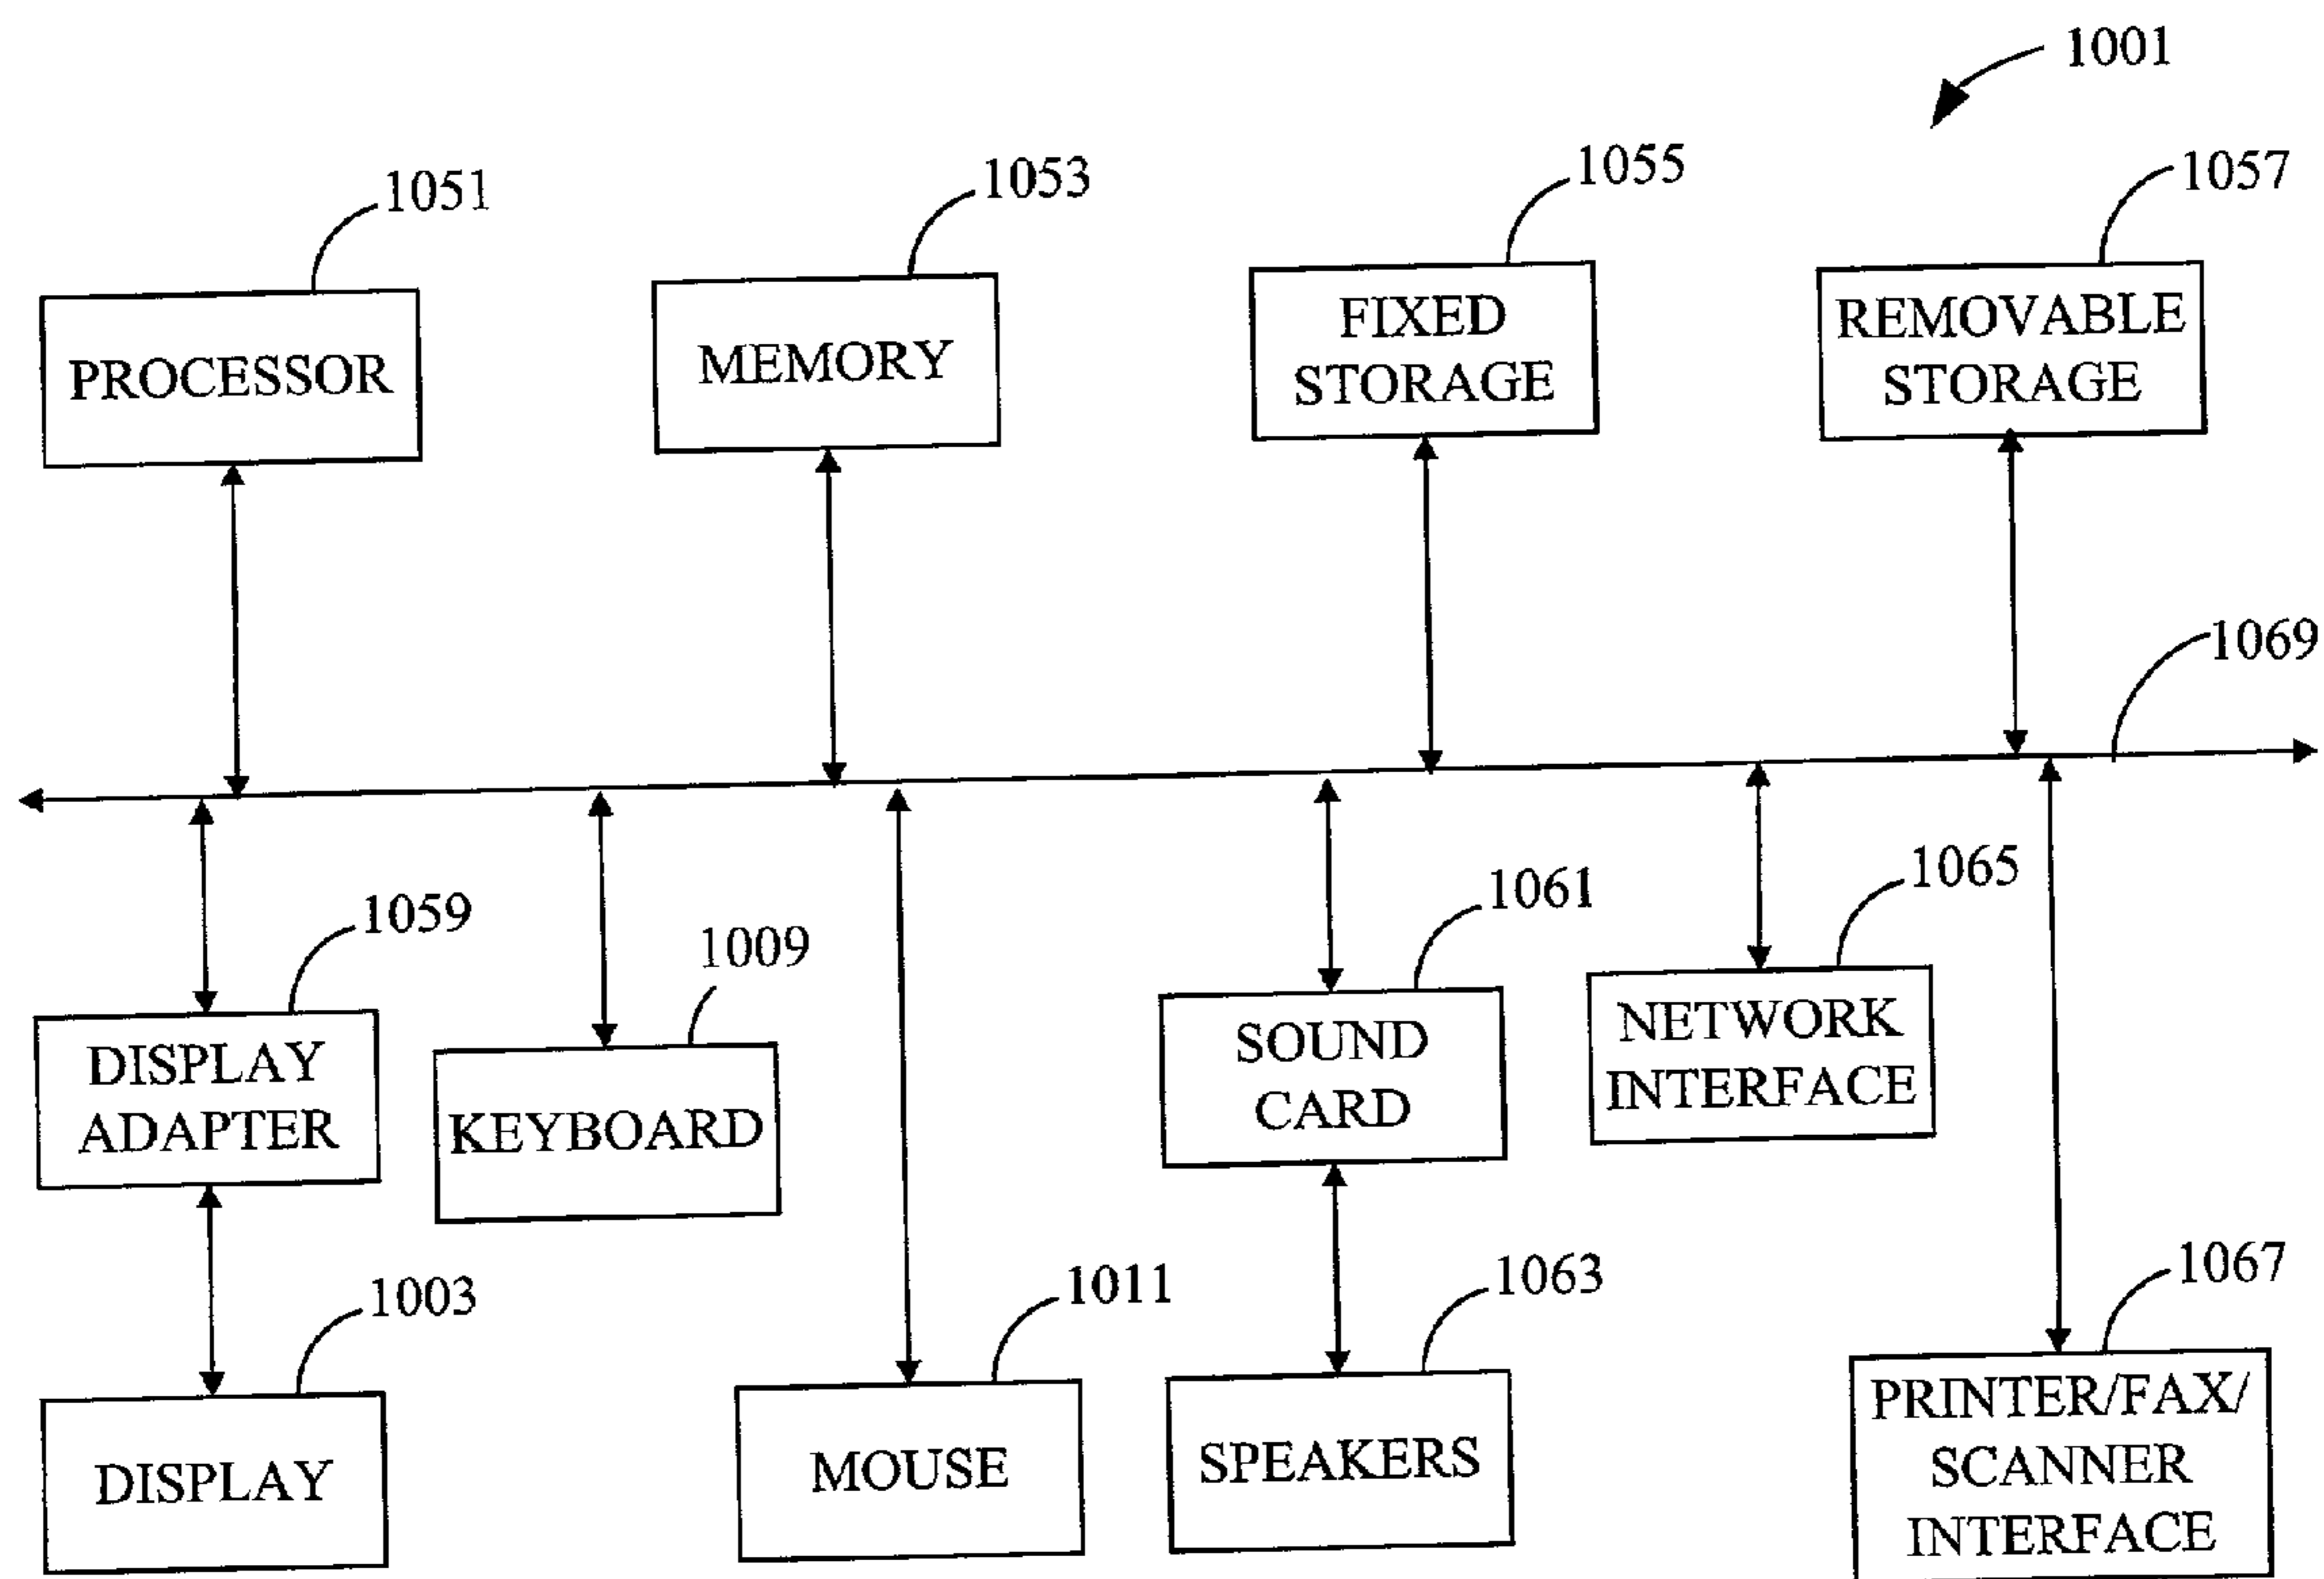 1001
1051
1053
1055
1057
PROCESSOR
MEMORY
FIXED
STORAGE
REMOVABLE
STORAGE
1069
1059
1009
1061
1065
DISPLAY
ADAPTER
KEYBOARD
SOUND
CARD
NETWORK
INTERFACE
1003
1011
1063
1067
DISPLAY
MOUSE
SPEAKERS
PRINTER/FAX/
SCANNER
INTERFACE